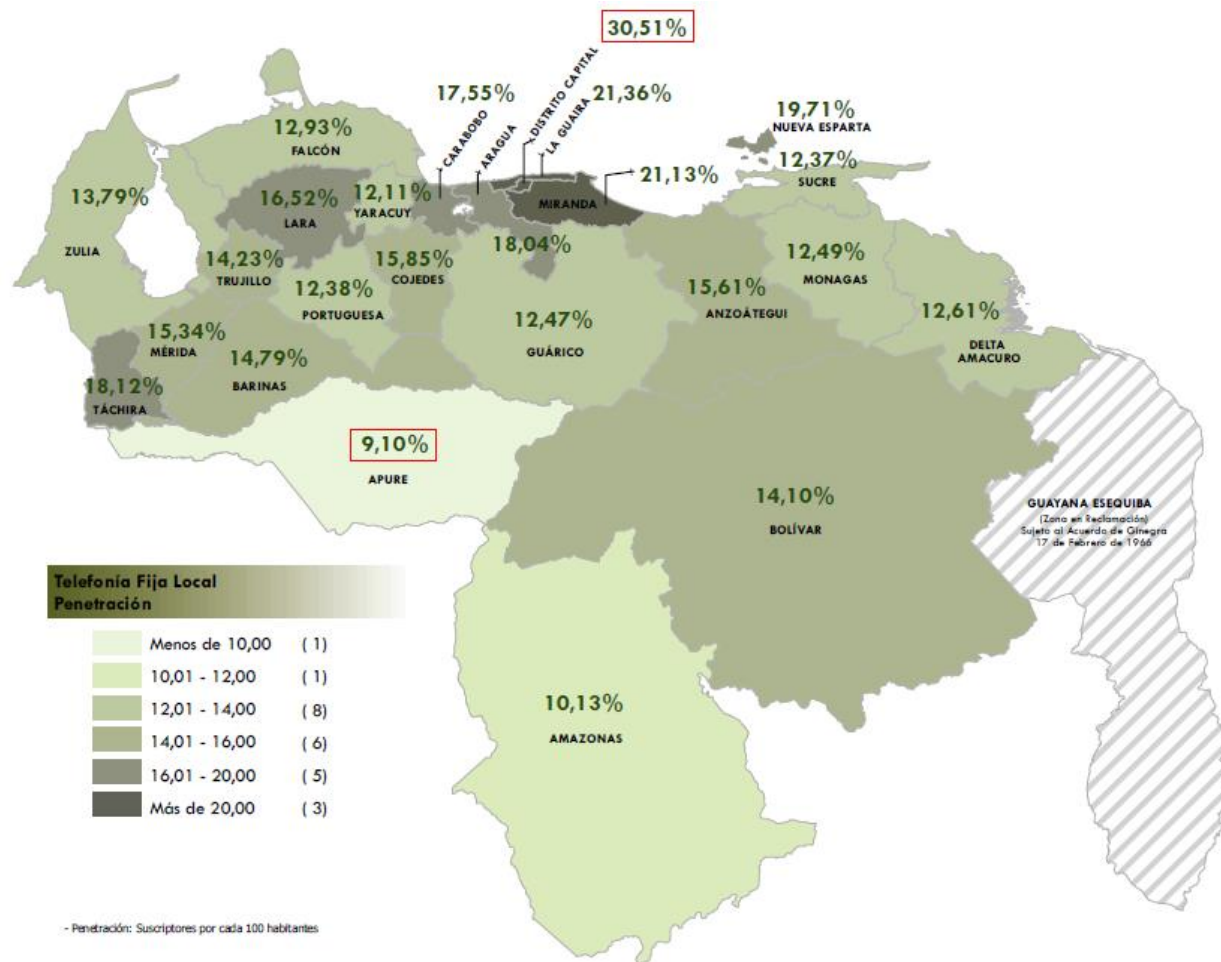 30,51%
DISTRITO CAPITAL
17,55%
CARABOBO
ARAGUA
LA GUAIRA
21,36%
19,71%
NUEVA ESPARTA
12,93%
FALCÓN
12,37%
SUCRE
13,79%
ZULIA
16,52%
LARA
12,11%
YARACUY
MIRANDA
21,13%
18,04%
14,23%
TRUJILLO
15,85%
COJEDES
12,38%
PORTUGUESA
12,49%
MONAGAS
15,61%
ANZOÁTEGUI
12,47%
GUÁRICO
12,61%
DELTA
AMACURO
15,34%
MÉRIDA
14,79%
BARINAS
18,12%
TÁCHIRA
9,10%
APURE
14,10%
BOLÍVAR
GUAYANA ESEQUIBA
(Zona en Reclamación)
Sujeto al Acuerdo de Ginegra
17 de Febrero de 1966
Telefonía Fija Local
Penetración
Menos de 10,00 ( 1)
10,01 - 12,00 ( 1)
12,01 - 14,00 ( 8)
14,01 - 16,00 ( 6)
16,01 - 20,00 ( 5)
Más de 20,00 ( 3)
10,13%
AMAZONAS
- Penetración: Suscriptores por cada 100 habitantes